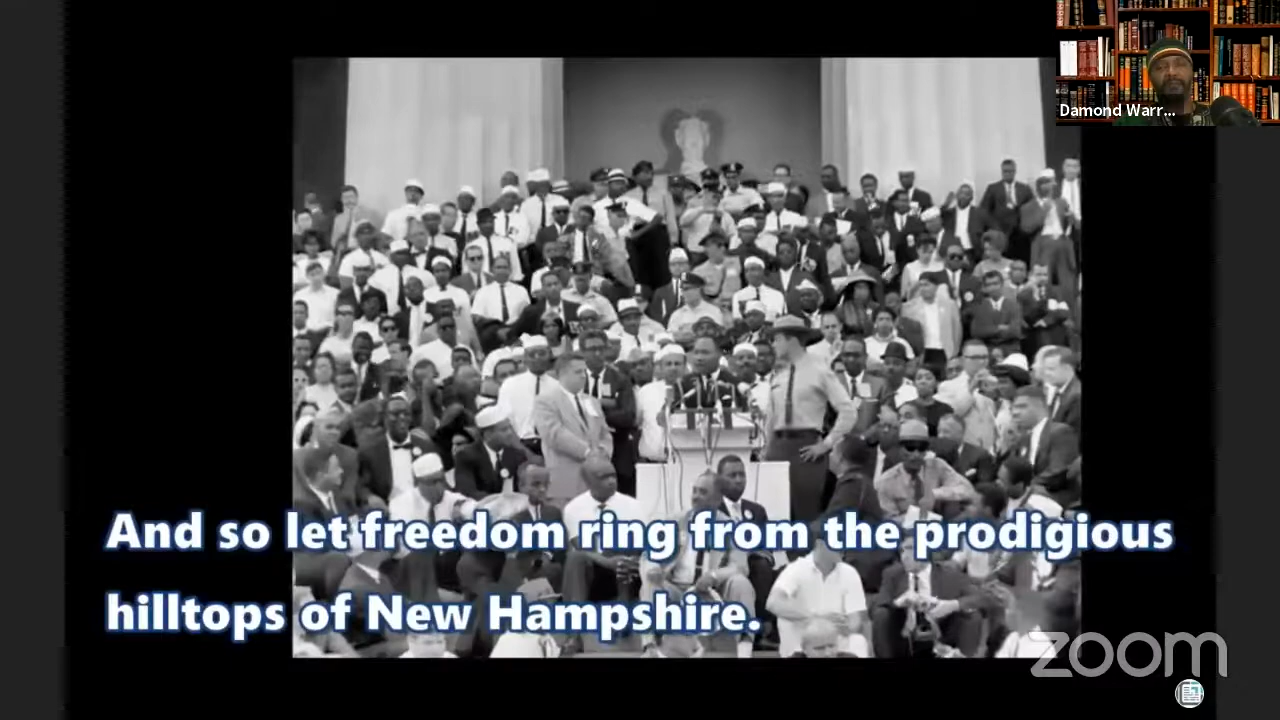 Damond Warr...
And so let freedom ring from the prodigious
hilltops of New Hampshire.
zoom